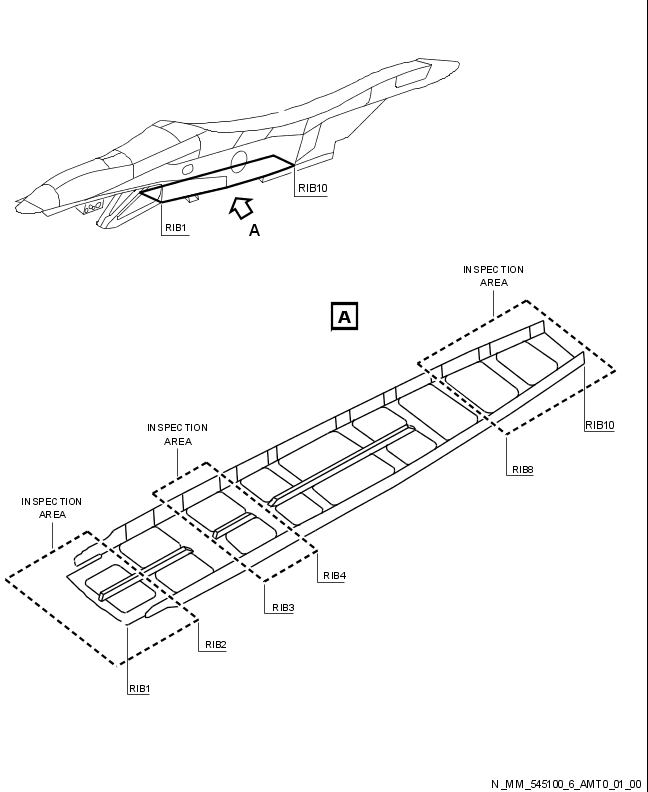 RIB10
RIB1
A
INSPECTION
AREA
A
INSPECTION
AREA
RIB10
INSPECTION
AREA
RIB8
RIB4
RIB3
RIB2
RIB1
N_MM_545100_6_AMT0_01_00